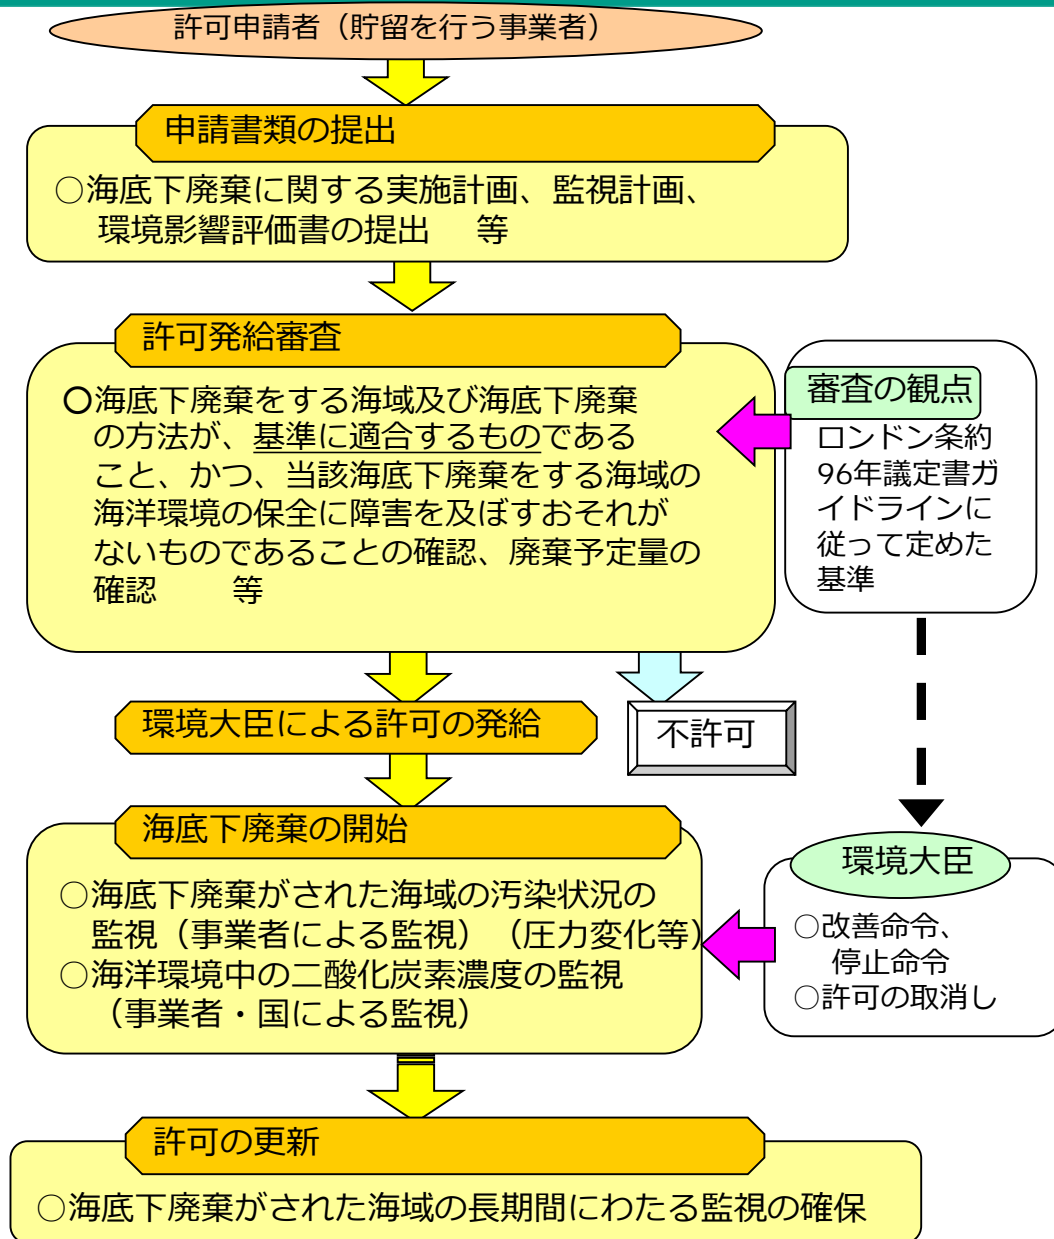 許可申請者（貯留を行う事業者）
申請書類の提出
○海底下廃棄に関する実施計画、監視計画、
環境影響評価書の提出　等
許可発給審査
○海底下廃棄をする海域及び海底下廃棄
の方法が、基準に適合するものである
こと、かつ、当該海底下廃棄をする海域の
海洋環境の保全に障害を及ぼすおそれが
ないものであることの確認、廃棄予定量の
確認　　等
審査の観点
ロンドン条約
96年議定書ガ
イドラインに
従って定めた
基準
環境大臣による許可の発給
不許可
海底下廃棄の開始
○海底下廃棄がされた海域の汚染状況の
監視（事業者による監視）（圧力変化等）
○海洋環境中の二酸化炭素濃度の監視
（事業者・国による監視）
環境大臣
○改善命令、
停止命令
○許可の取消し
許可の更新
○海底下廃棄がされた海域の長期間にわたる監視の確保